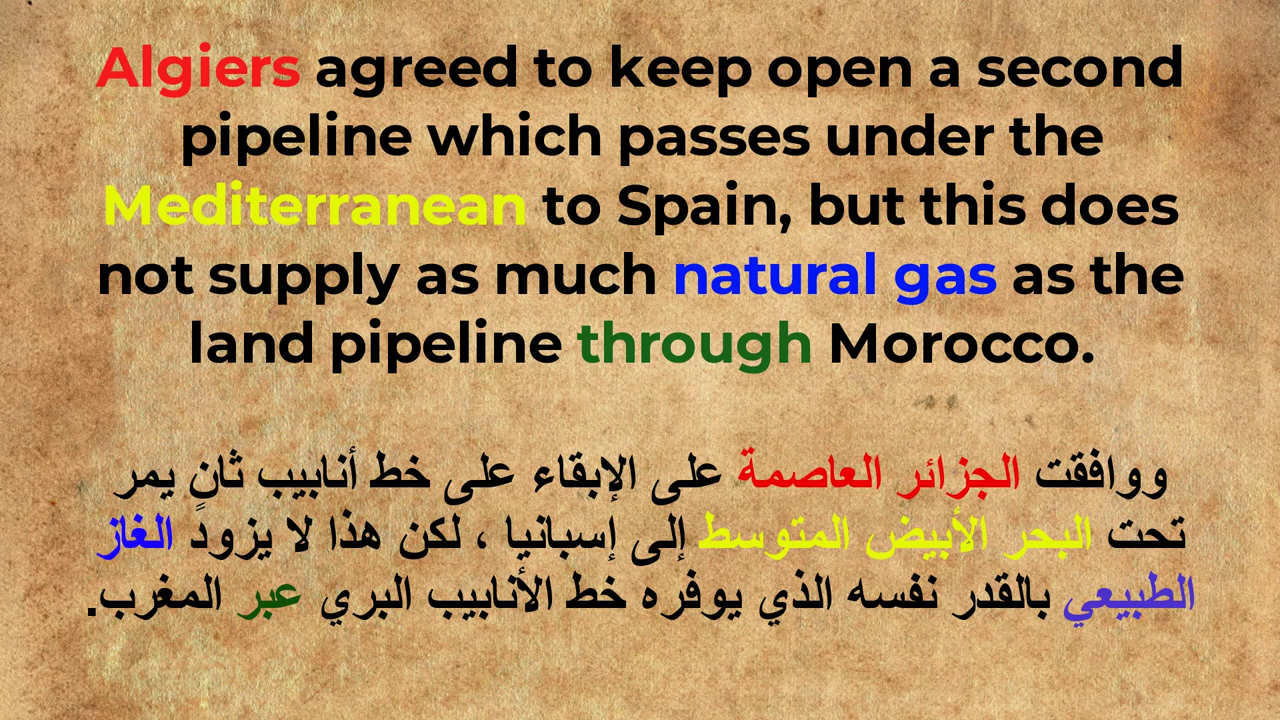 Algiers agreed to keep open a second
pipeline which passes under the
Mediterranean to Spain, but this does
not supply as much natural gas as the
land pipeline through Morocco.
ووافقت الجزائر العاصمة على الإبقاء على خط أنابيب ثانٍ يمر
تحت البحر الأبيض المتوسط إلى إسبانيا ، لكن هذا لا يزود الغاز
الطبيعي بالقدر نفسه الذي يوفره خط الأنابيب البري عبر المغرب.